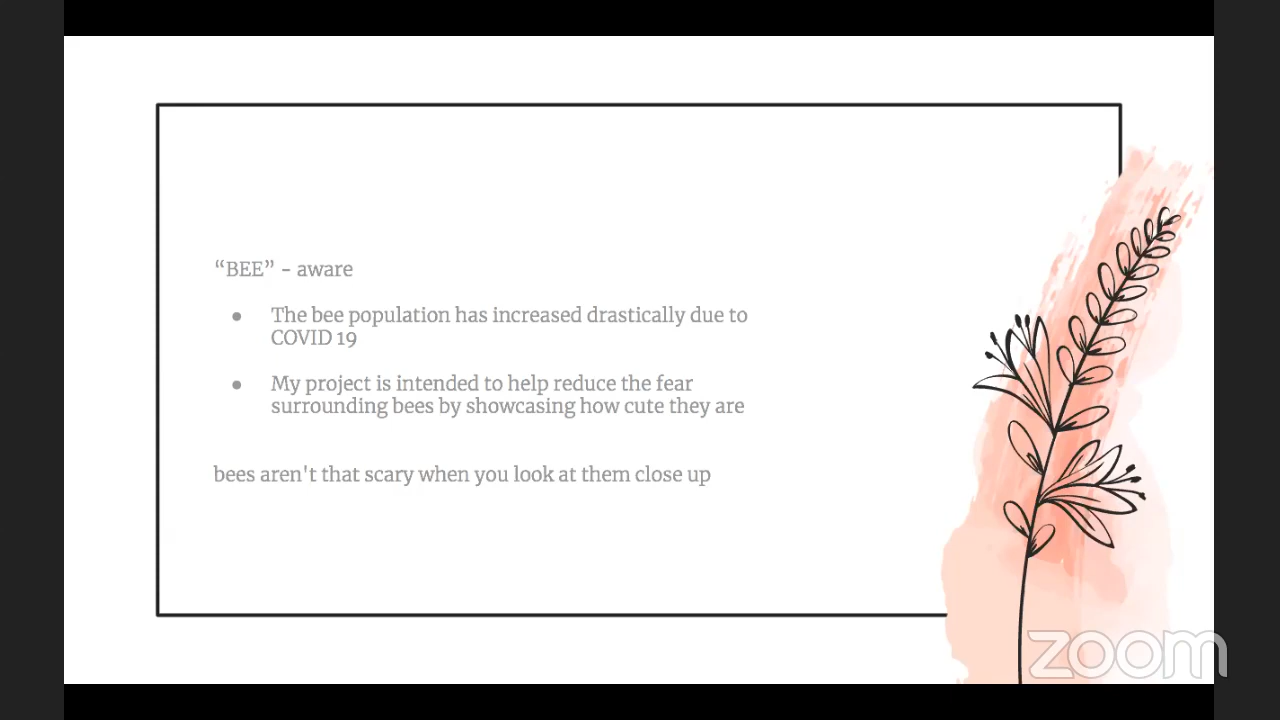 “BEE” - aware
● The bee population has increased drastically due to
COVID 19
● My project is intended to help reduce the fear
surrounding bees by showcasing how cute they are
bees aren't that scary when you look at them close up
zoom